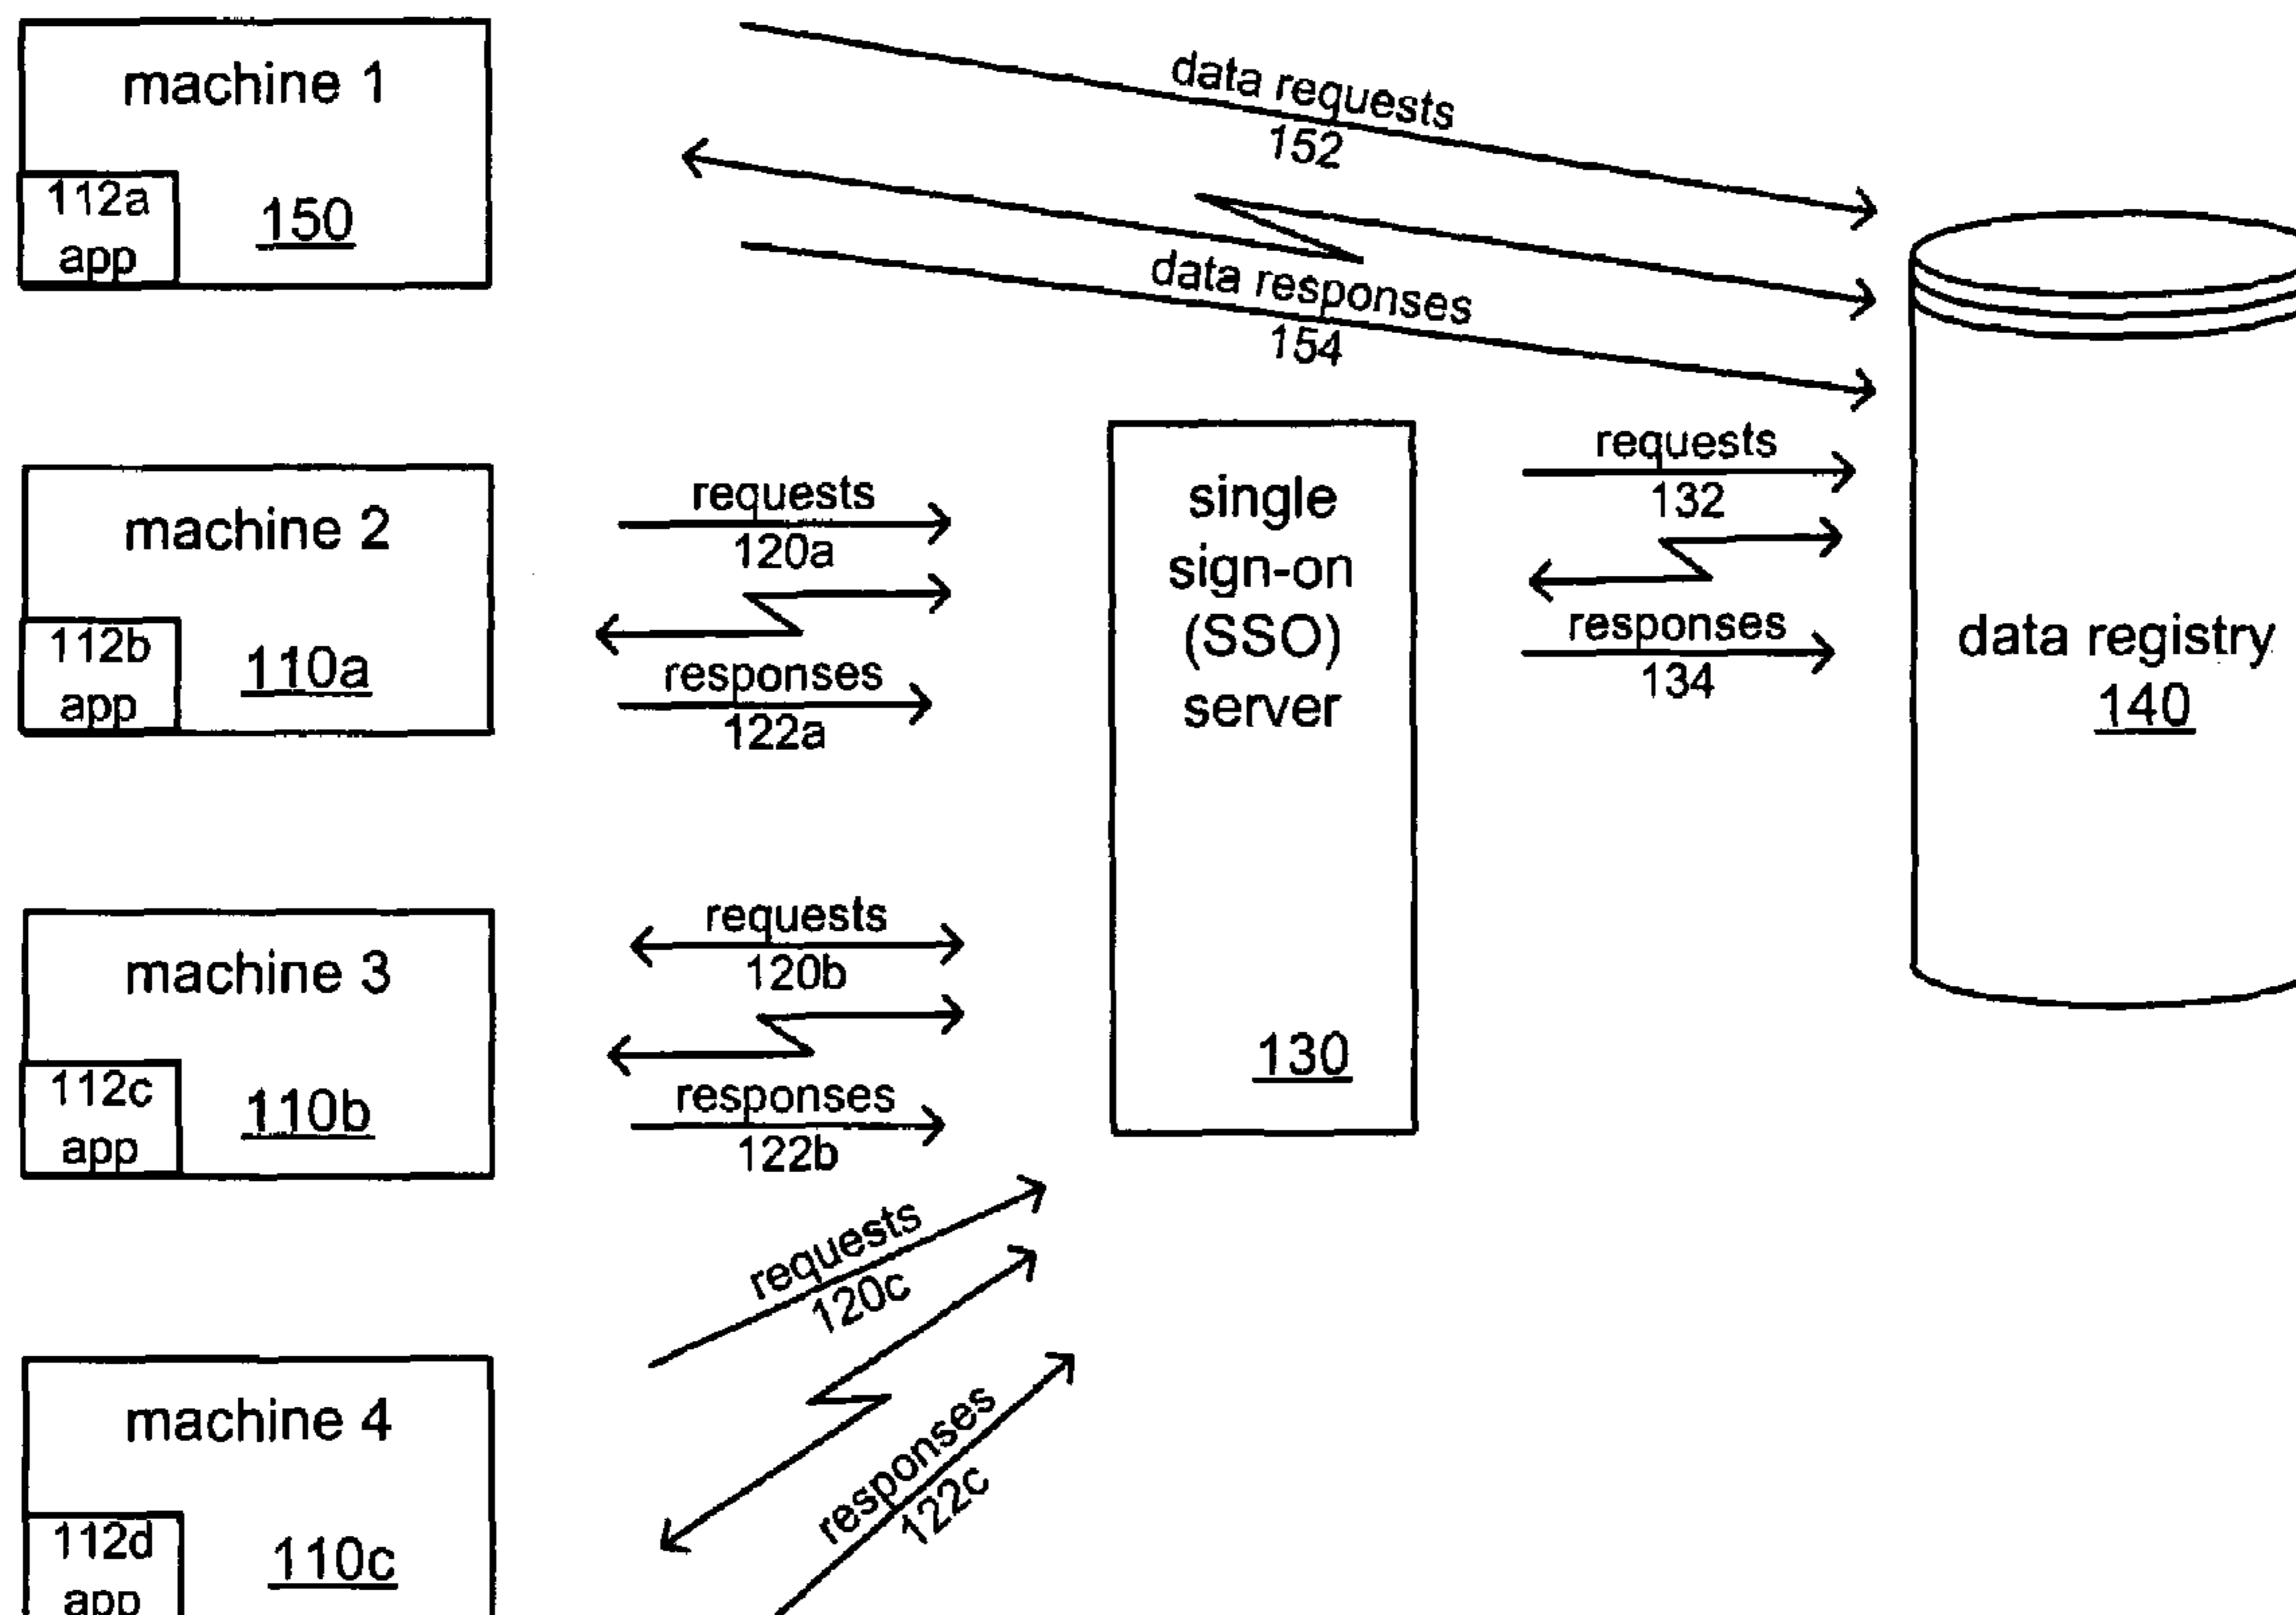 machine 1
112a
app
150
data requests
152
data responses
154
machine 2
112b
app
110a
requests
120a
responses
122a
single
sign-on
(SSO)
server
130
requests
132
responses
134
data registry
140
machine 3
112c
app
110b
requests
120b
responses
122b
machine 4
112d
app
110c
requests
120c
responses
122c